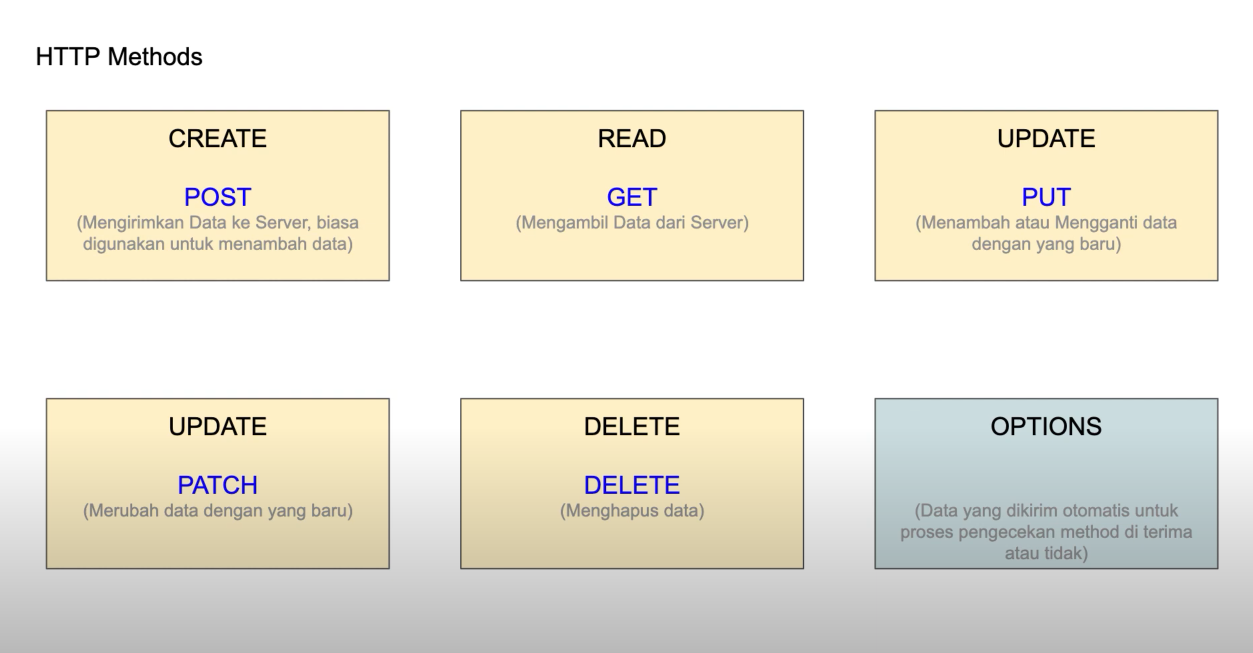 HTTP Methods
CREATE
POST
(Mengirimkan Data ke Server, biasa
digunakan untuk menambah data)
READ
GET
(Mengambil Data dari Server)
UPDATE
PUT
(Menambah atau Mengganti data
dengan yang baru)
UPDATE
PATCH
(Merubah data dengan yang baru)
DELETE
DELETE
(Menghapus data)
OPTIONS
(Data yang dikirim otomatis untuk
proses pengecekan method di terima
atau tidak)